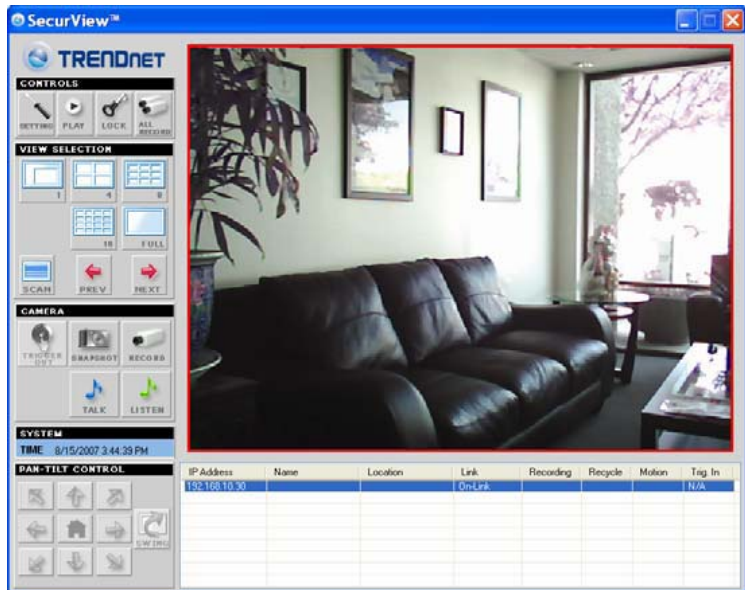 SecurView™
TRENDNET
CONTROLS
SETTING PLAY LOCK ALL RECORD
VIEW SELECTION
1 4 9
16 FULL
SCAN PREV NEXT
CAMERA
TRIGGER OUT SNAPSHOT RECORD
TALK LISTEN
SYSTEM
TIME 8/15/2007 3:44:39 PM
PAN-TILT CONTROL
SWING
IP Address Name Location Link Recording Recycle Motion Trig. In
192.168.10.30 On-Link N/A